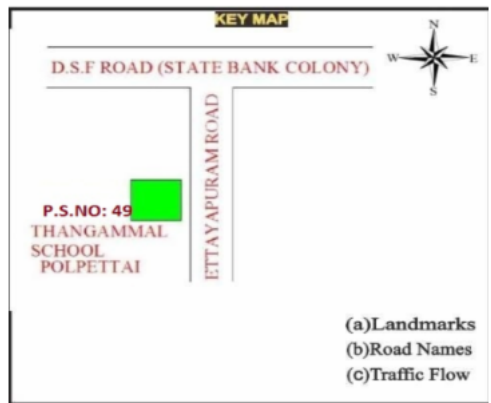 KEY MAP
N
W
E
S
D.S.F ROAD (STATE BANK COLONY)
ETTAYAPURAM ROAD
P.S.NO: 49
THANGAMMAL
SCHOOL
POLPETTAI
(a)Landmarks
(b)Road Names
(c)Traffic Flow